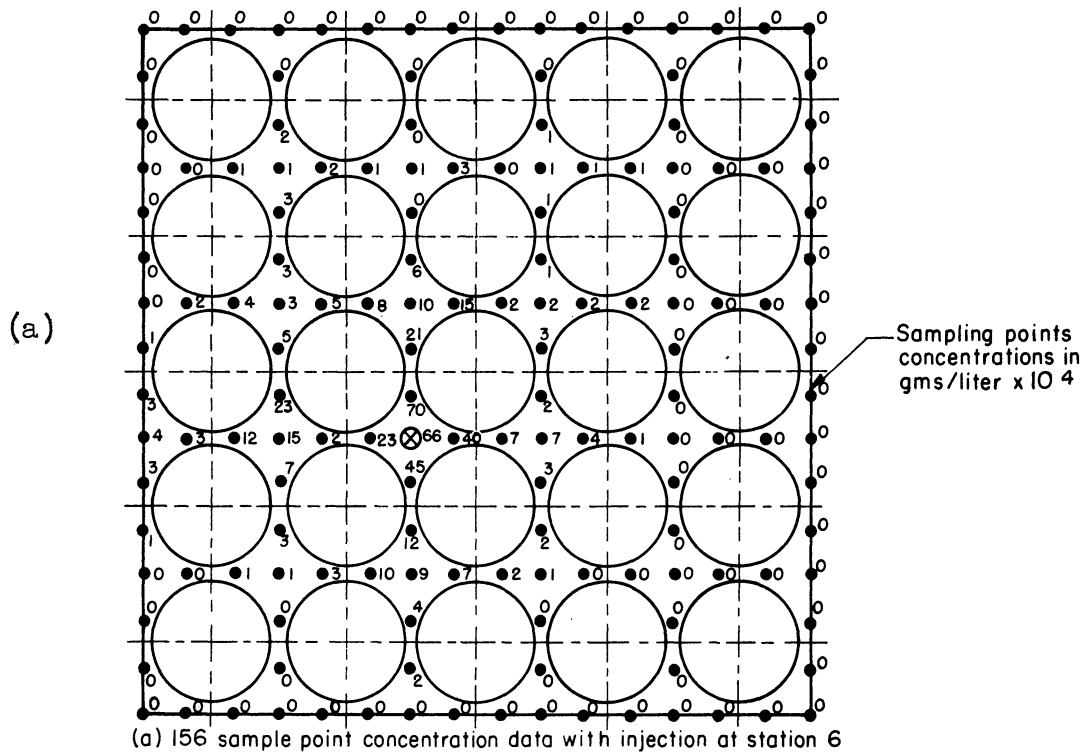 0 0 0 0 0 0 0 0 0 0 0 0 0 0 0 0
0 0 0 0 0 0
0 2 0 1 0 0
0 0 1 1 2 1 1 3 0 1 1 1 0 0 0 0
0 3 0 1 0 0
0 3 6 1 0 0
0 2 4 3 5 8 10 15 2 2 2 2 0 0 0 0
(a)
1 5 21 3 0 0
Sampling points
concentrations in
gms/liter x 10 4
3 23 70 2 0 0
4 3 12 15 2 23 66 40 7 7 4 1 0 0 0 0
3 7 45 3 0 0
1 3 12 2 0 0
0 0 1 1 3 10 9 7 2 1 0 0 0 0 0 0
0 0 4 0 0 0
0 0 2 0 0 0
0 0 0 0 0 0 0 0 0 0 0 0 0 0 0 0
(a) 156 sample point concentration data with injection at station 6